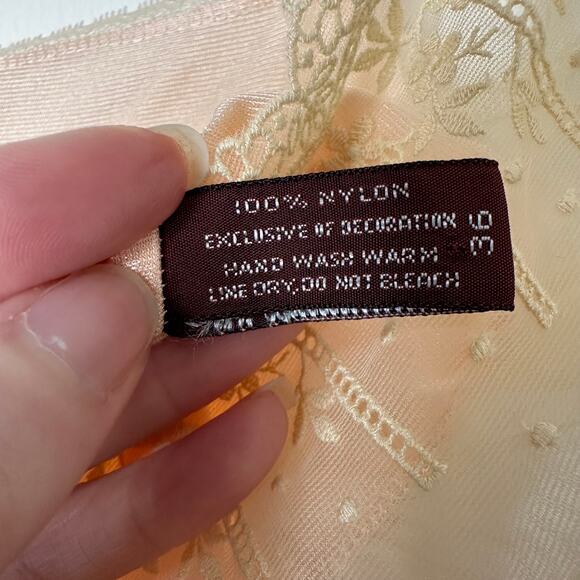 100% NYLON
EXCLUSIVE OF DECORATION
HAND WASH WARM
LINE DRY, DO NOT BLEACH
36